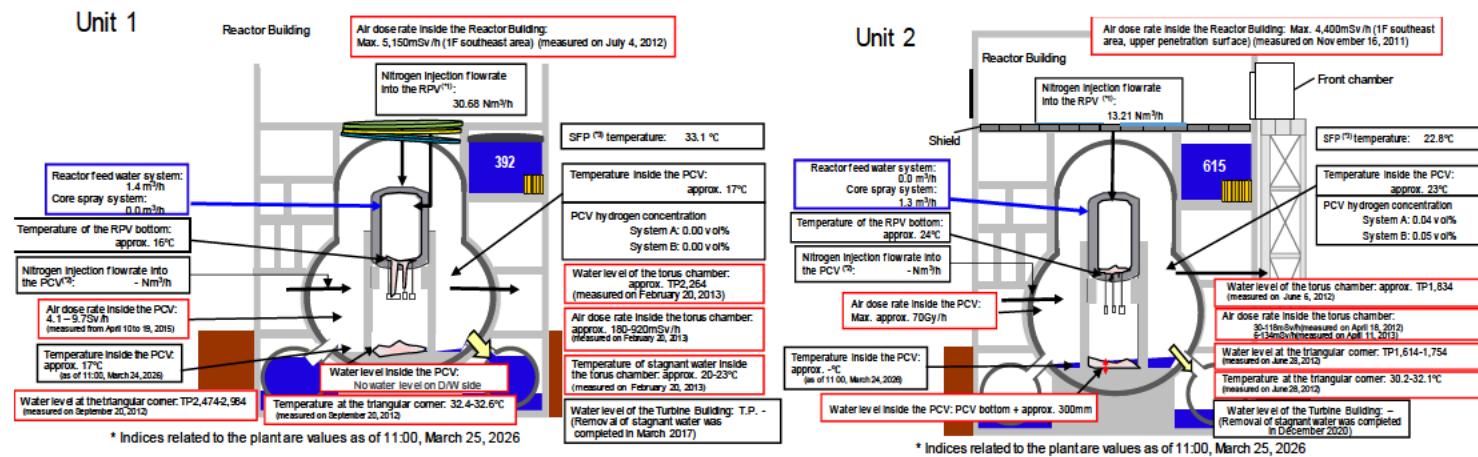 Unit 1
Reactor Building
Air dose rate inside the Reactor Building:
Max. 5,150mSv/h (1F southeast area) (measured on July 4, 2012)
Nitrogen injection flow rate
into the RPV(*1):
30.68 Nm³/h
SFP (*3) temperature: 33.1 ℃
392
Reactor feed water system:
1.4 m³/h
Core spray system:
0.0 m³/h
Temperature inside the PCV:
approx. 17℃
PCV hydrogen concentration
System A: 0.00 vol%
System B: 0.00 vol%
Temperature of the RPV bottom:
approx. 16℃
Nitrogen injection flow rate into
the PCV(*2): - Nm³/h
Water level of the torus chamber:
approx. TP2,264
(measured on February 20, 2013)
Air dose rate inside the PCV:
4.1 – 9.7Sv/h
(measured from April 10 to 19, 2015)
Air dose rate inside the torus chamber:
approx. 180-920mSv/h
(measured on February 20, 2013)
Temperature inside the PCV:
approx. 17℃
(as of 11:00, March 24, 2026)
Water level inside the PCV:
No water level on D/W side
Temperature of stagnant water inside
the torus chamber: approx. 20-23℃
(measured on February 20, 2013)
Water level at the triangular corner: TP2,474-2,984
(measured on September 20, 2012)
Temperature at the triangular corner: 32.4-32.6℃
(measured on September 20, 2012)
Water level of the Turbine Building: T.P. -
(Removal of stagnant water was
completed in March 2017)
* Indices related to the plant are values as of 11:00, March 25, 2026
Unit 2
Air dose rate inside the Reactor Building: Max. 4,400mSv/h (1F southeast
area, upper penetration surface) (measured on November 16, 2011)
Reactor Building
Front chamber
Nitrogen injection flow rate
into the RPV (*1):
13.21 Nm³/h
Shield
SFP (*3) temperature: 22.8℃
615
Reactor feed water system:
0.0 m³/h
Core spray system:
1.3 m³/h
Temperature inside the PCV:
approx. 23℃
PCV hydrogen concentration
System A: 0.04 vol%
System B: 0.05 vol%
Temperature of the RPV bottom:
approx. 24℃
Nitrogen injection flow rate into
the PCV (*2): - Nm³/h
Water level of the torus chamber: approx. TP1,834
(measured on June 6, 2012)
Air dose rate inside the PCV:
Max. approx. 70Gy/h
Air dose rate inside the torus chamber:
30-118mSv/h(measured on April 18, 2012)
6-134mSv/h(measured on April 11, 2013)
Water level at the triangular corner: TP1,614-1,754
(measured on June 28, 2012)
Temperature inside the PCV:
approx. -℃
(as of 11:00, March 24, 2026)
Temperature at the triangular corner: 30.2-32.1℃
(measured on June 28, 2012)
Water level inside the PCV: PCV bottom + approx. 300mm
Water level of the Turbine Building: –
(Removal of stagnant water was completed
in December 2020)
* Indices related to the plant are values as of 11:00, March 25, 2026